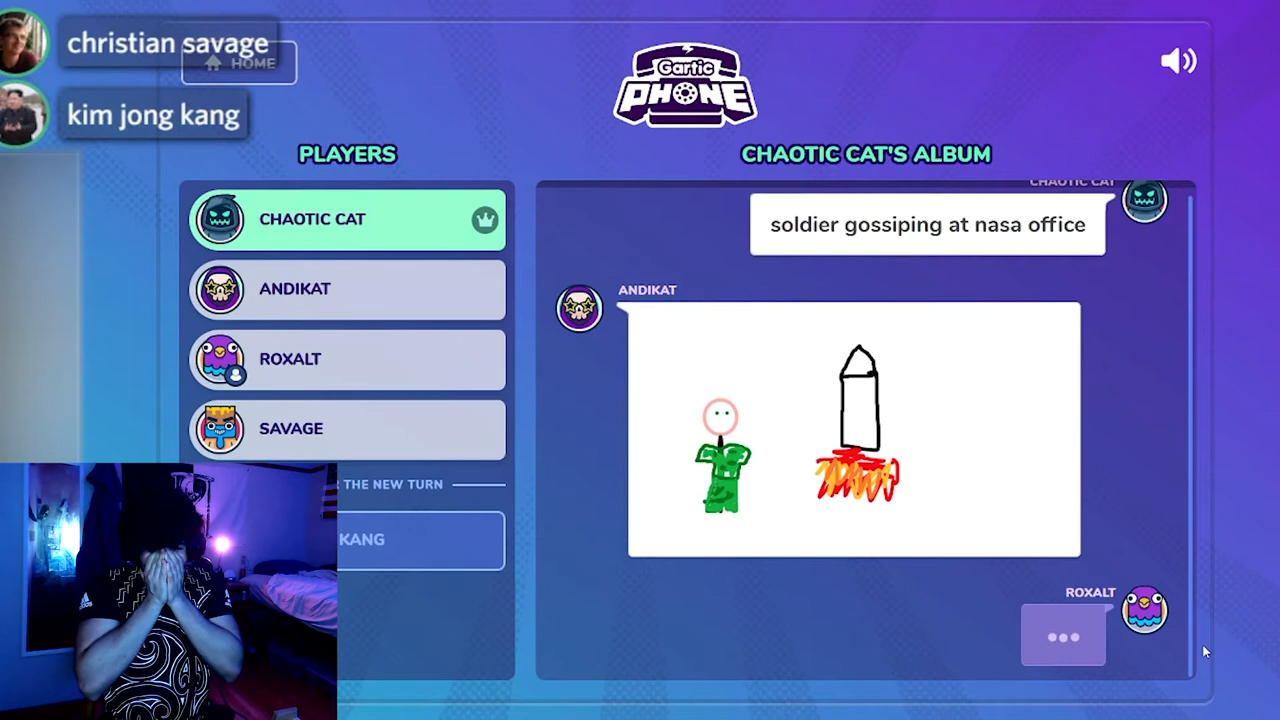 christian savage
HOME
kim jong kang
Gartic
PHONE
PLAYERS
CHAOTIC CAT
ANDIKAT
ROXALT
SAVAGE
THE NEW TURN
KANG
CHAOTIC CAT'S ALBUM
CHAOTIC CAT
soldier gossiping at nasa office
ANDIKAT
ROXALT